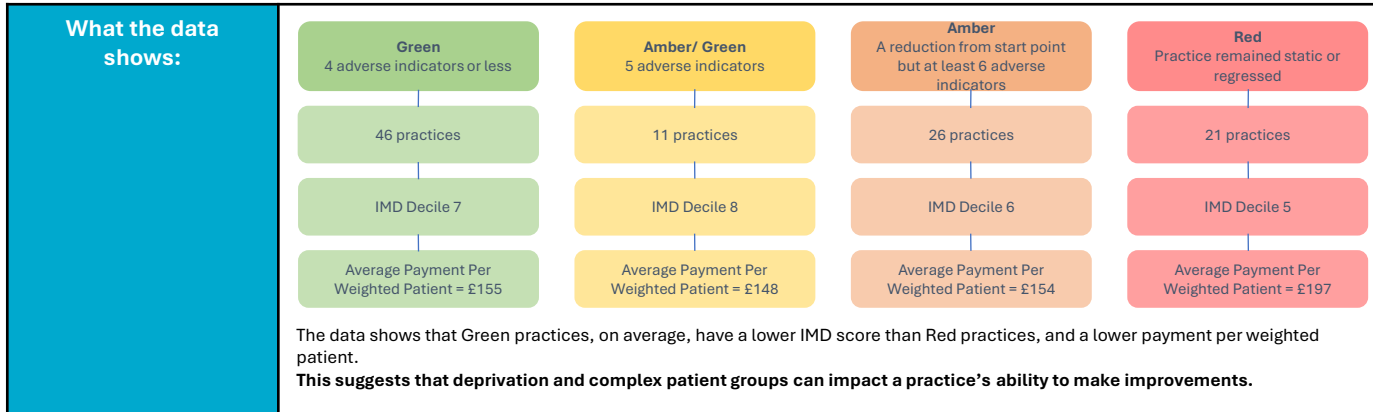 What the data
shows:
Green
4 adverse indicators or less
46 practices
IMD Decile 7
Average Payment Per
Weighted Patient = £155
Amber/ Green
5 adverse indicators
11 practices
IMD Decile 8
Average Payment Per
Weighted Patient = £148
Amber
A reduction from start point
but at least 6 adverse
indicators
26 practices
IMD Decile 6
Average Payment Per
Weighted Patient = £154
Red
Practice remained static or
regressed
21 practices
IMD Decile 5
Average Payment Per
Weighted Patient = £197
The data shows that Green practices, on average, have a lower IMD score than Red practices, and a lower payment per weighted
patient.
This suggests that deprivation and complex patient groups can impact a practice’s ability to make improvements.